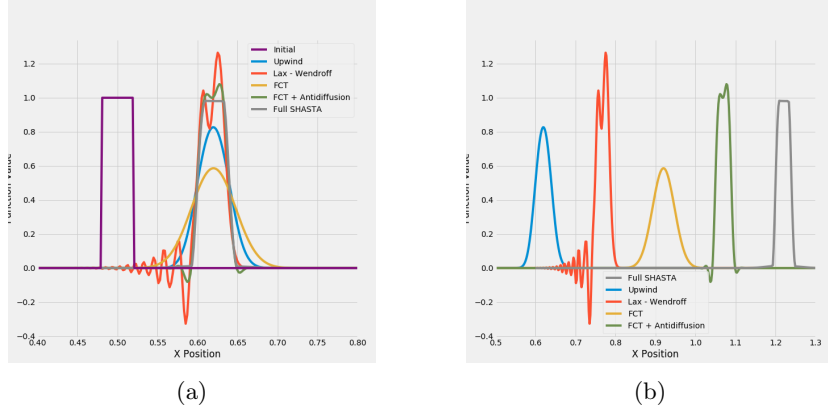 Initial
Upwind
Lax - Wendroff
FCT
FCT + Antidiffusion
Full SHASTA
1.2
1.0
0.8
0.6
0.4
0.2
0.0
−0.2
−0.4
0.40 0.45 0.50 0.55 0.60 0.65 0.70 0.75 0.80
X Position
(a)
1.2
1.0
0.8
0.6
0.4
0.2
0.0
−0.2
−0.4
Full SHASTA
Upwind
Lax - Wendroff
FCT
FCT + Antidiffusion
0.5 0.6 0.7 0.8 0.9 1.0 1.1 1.2 1.3
X Position
(b)